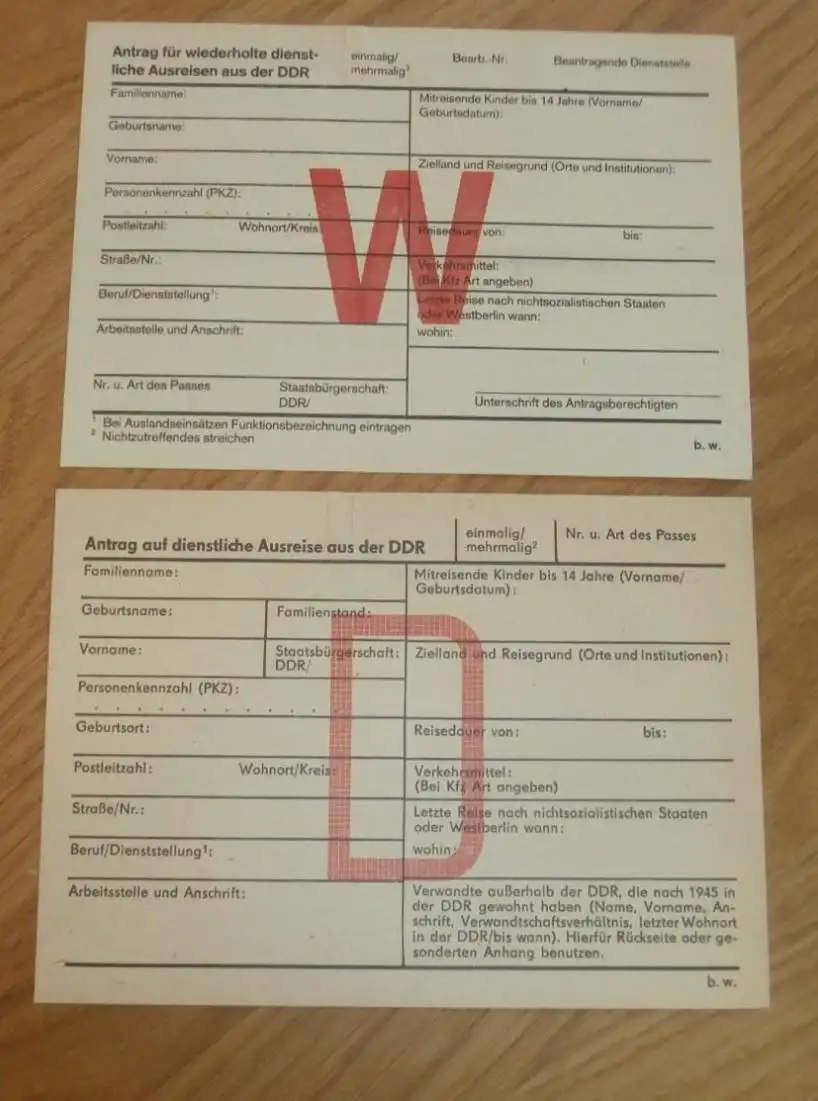 Antrag für wiederholte dienst-
liche Ausreisen aus der DDR
einmalig/
mehrmalig²
Bearb.-Nr.
Beantragende Dienststelle
Familienname:
Geburtsname:
Vorname:
Personenkennzahl (PKZ):
. . . . . . . . . . .
Postleitzahl: Wohnort/Kreis:
Straße/Nr.:
Beruf/Dienststellung¹:
Arbeitsstelle und Anschrift:
Nr. u. Art des Passes
Staatsbürgerschaft:
DDR/
Mitreisende Kinder bis 14 Jahre (Vorname/
Geburtsdatum):
Zielland und Reisegrund (Orte und Institutionen):
Reisedauer von: bis:
Verkehrsmittel:
(Bei Kfz Art angeben)
Letzte Reise nach nichtsozialistischen Staaten
oder Westberlin wann:
wohin:
Unterschrift des Antragsberechtigten
W
¹ Bei Auslandseinsätzen Funktionsbezeichnung eintragen
² Nichtzutreffendes streichen
b. w.
Antrag auf dienstliche Ausreise aus der DDR
einmalig/
mehrmalig²
Nr. u. Art des Passes
Familienname:
Geburtsname: Familienstand:
Vorname: Staatsbürgerschaft:
DDR/
Personenkennzahl (PKZ):
. . . . . . . . . . .
Geburtsort:
Postleitzahl: Wohnort/Kreis:
Straße/Nr.:
Beruf/Dienststellung¹:
Arbeitsstelle und Anschrift:
Mitreisende Kinder bis 14 Jahre (Vorname/
Geburtsdatum):
Zielland und Reisegrund (Orte und Institutionen):
Reisedauer von: bis:
Verkehrsmittel:
(Bei Kfz Art angeben)
Letzte Reise nach nichtsozialistischen Staaten
oder Westberlin wann:
wohin:
Verwandte außerhalb der DDR, die nach 1945 in
der DDR gewohnt haben (Name, Vorname, An-
schrift, Verwandtschaftsverhältnis, letzter Wohnort
in der DDR/bis wann). Hierfür Rückseite oder ge-
sonderten Anhang benutzen.
D
b. w.